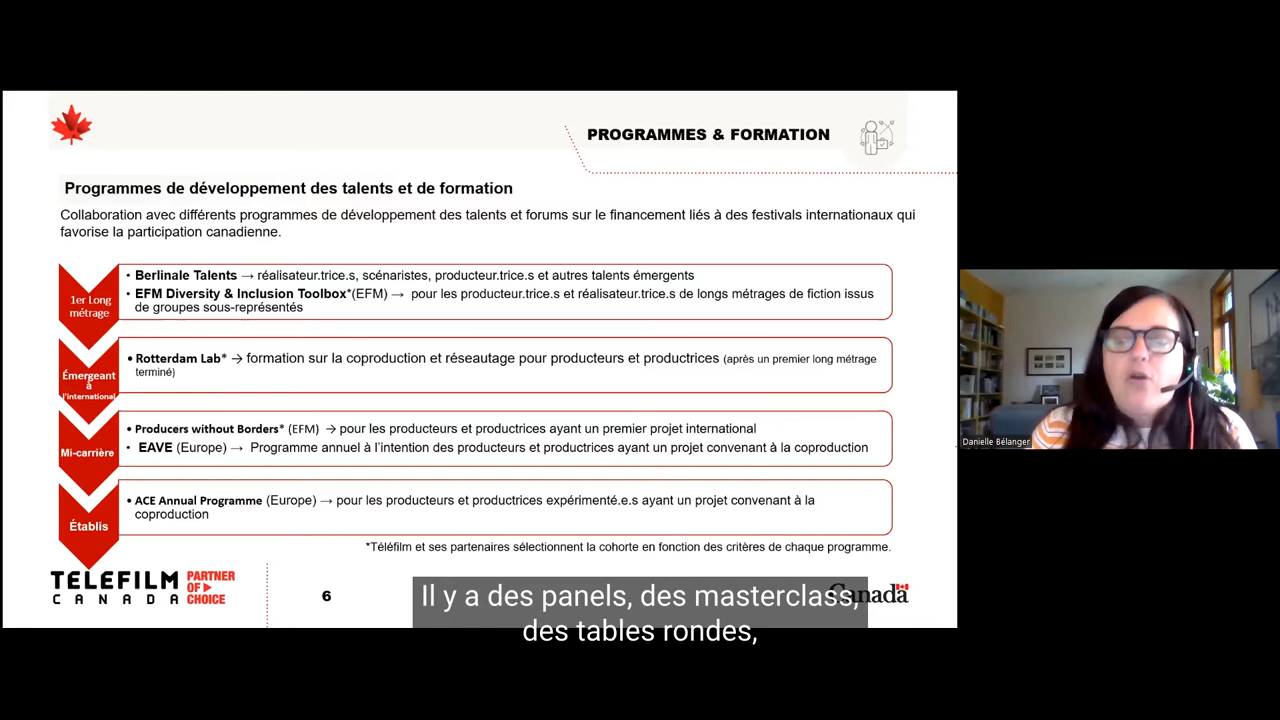 PROGRAMMES & FORMATION
Programmes de développement des talents et de formation
Collaboration avec différents programmes de développement des talents et forums sur le financement liés à des festivals internationaux qui
favorise la participation canadienne.
1er Long
métrage
• Berlinale Talents → réalisateur.trice.s, scénaristes, producteur.trice.s et autres talents émergents
• EFM Diversity & Inclusion Toolbox*(EFM) → pour les producteur.trice.s et réalisateur.trice.s de longs métrages de fiction issus
de groupes sous-représentés
Émergeant
à
l'international
• Rotterdam Lab* → formation sur la coproduction et réseautage pour producteurs et productrices (après un premier long métrage
terminé)
Mi-carrière
• Producers without Borders* (EFM) → pour les producteurs et productrices ayant un premier projet international
• EAVE (Europe) → Programme annuel à l'intention des producteurs et productrices ayant un projet convenant à la coproduction
Établis
• ACE Annual Programme (Europe) → pour les producteurs et productrices expérimenté.e.s ayant un projet convenant à la
coproduction
*Téléfilm et ses partenaires sélectionnent la cohorte en fonction des critères de chaque programme.
TELEFILM
CANADA
PARTNER
OF
CHOICE
6
Canada
Il y a des panels, des masterclass,
des tables rondes,
Danielle Bélanger